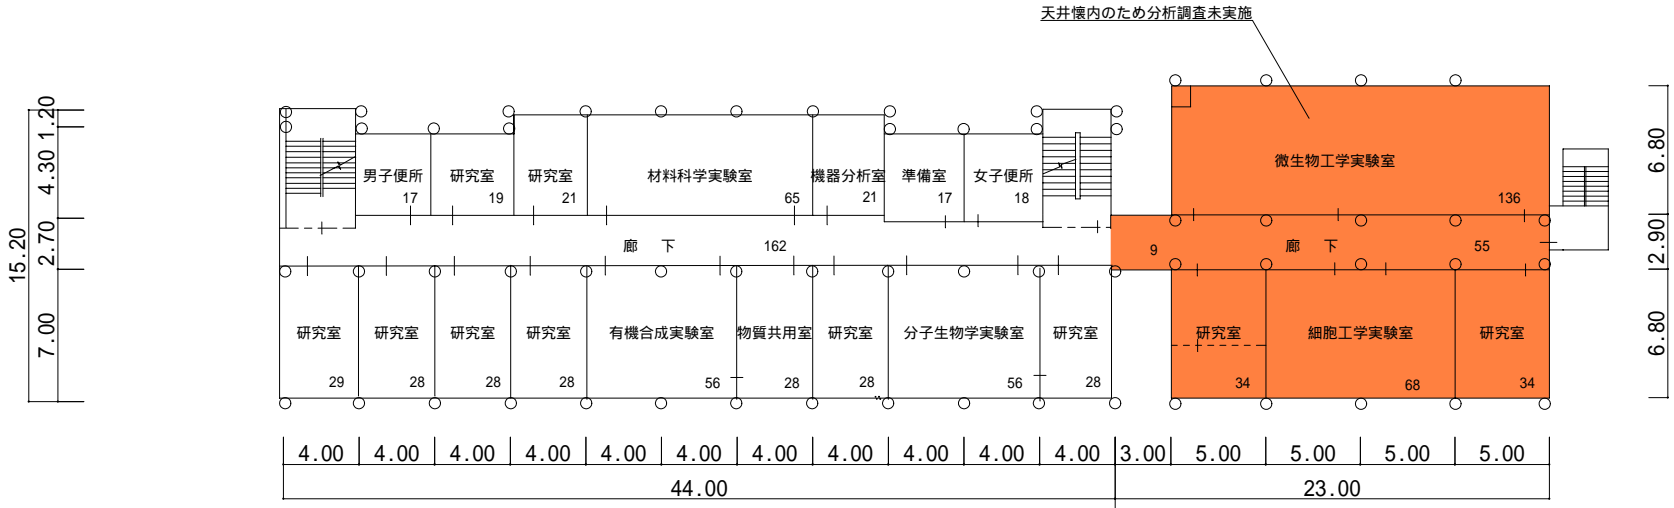 天井懐内のため分析調査未実施
15.20
1.20
4.30
2.70
7.00
男子便所
17
研究室
19
研究室
21
材料科学実験室
65
機器分析室
21
準備室
17
女子便所
18
微生物工学実験室
136
廊 下 162
9
廊 下 55
研究室
29
研究室
28
研究室
28
研究室
28
有機合成実験室
56
物質共用室
28
研究室
28
分子生物学実験室
56
研究室
28
研究室
34
細胞工学実験室
68
研究室
34
6.80
2.90
6.80
4.00 4.00 4.00 4.00 4.00 4.00 4.00 4.00 4.00 4.00 4.00 3.00 5.00 5.00 5.00 5.00
44.00 23.00